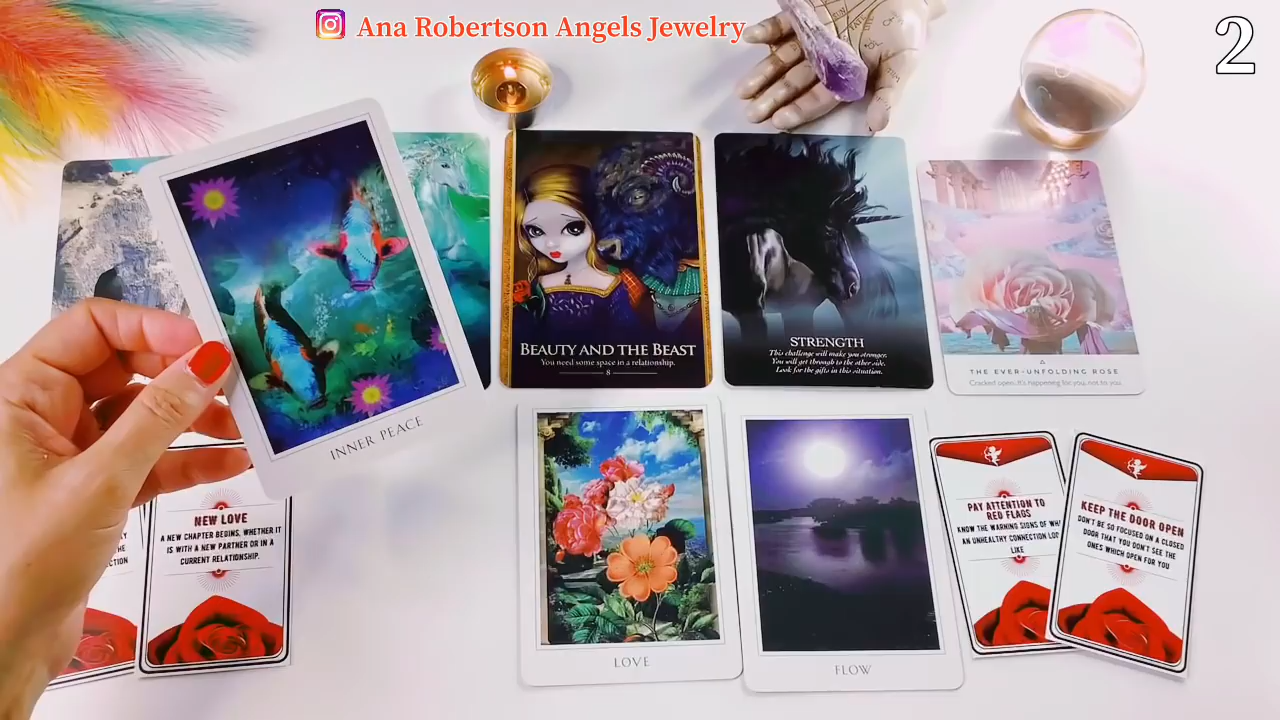 Ana Robertson Angels Jewelry
2
INNER PEACE
BEAUTY AND THE BEAST
You need some space in a relationship.
8
STRENGTH
This challenge will make you stronger.
You will get through to the other side.
Look for the gifts in this situation.
THE EVER-UNFOLDING ROSE
Cracked open. It's happening for you, not to you.
NEW LOVE
A NEW CHAPTER BEGINS, WHETHER IT
IS WITH A NEW PARTNER OR IN A
CURRENT RELATIONSHIP.
LOVE
FLOW
PAY ATTENTION TO
RED FLAGS
KNOW THE WARNING SIGNS OF
AN UNHEALTHY CONNECTION
LIKE
KEEP THE DOOR OPEN
DON'T BE SO FOCUSED ON A CLOSED
DOOR THAT YOU DON'T SEE THE
ONES WHICH OPEN FOR YOU